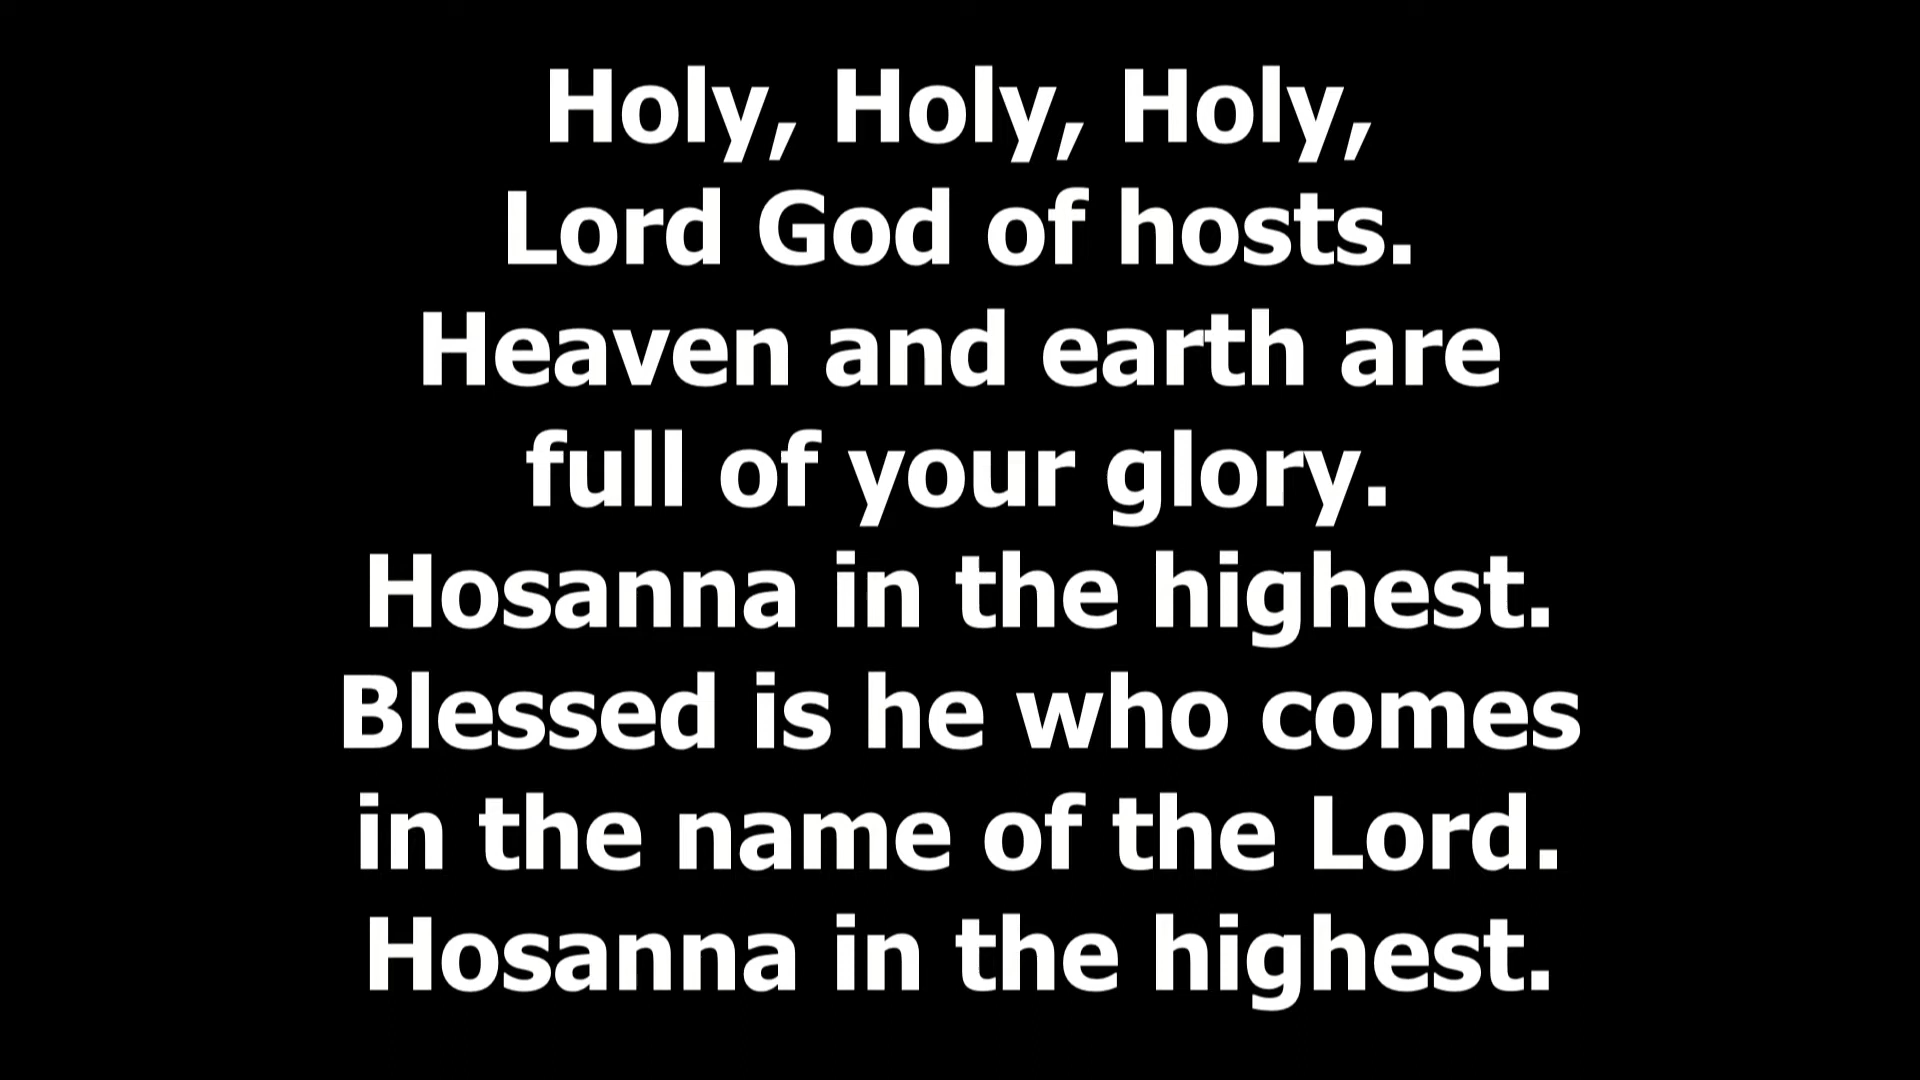 Holy, Holy, Holy,
Lord God of hosts.
Heaven and earth are
full of your glory.
Hosanna in the highest.
Blessed is he who comes
in the name of the Lord.
Hosanna in the highest.